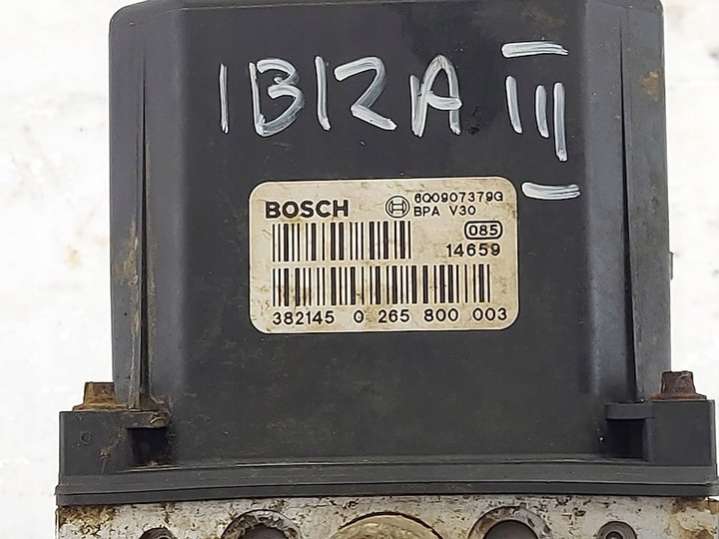 IBIZA III
BOSCH 6Q0907379G
BPA V30
085
14659
382145 0 265 800 003